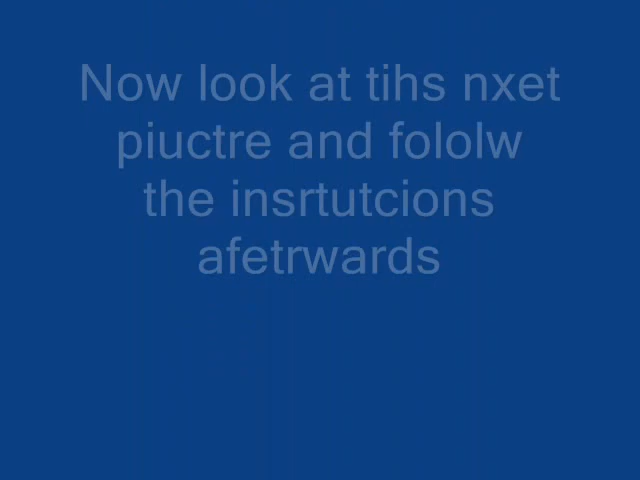 Now look at tihs nxet
piuctre and fololw
the insrtutcions
afetrwards